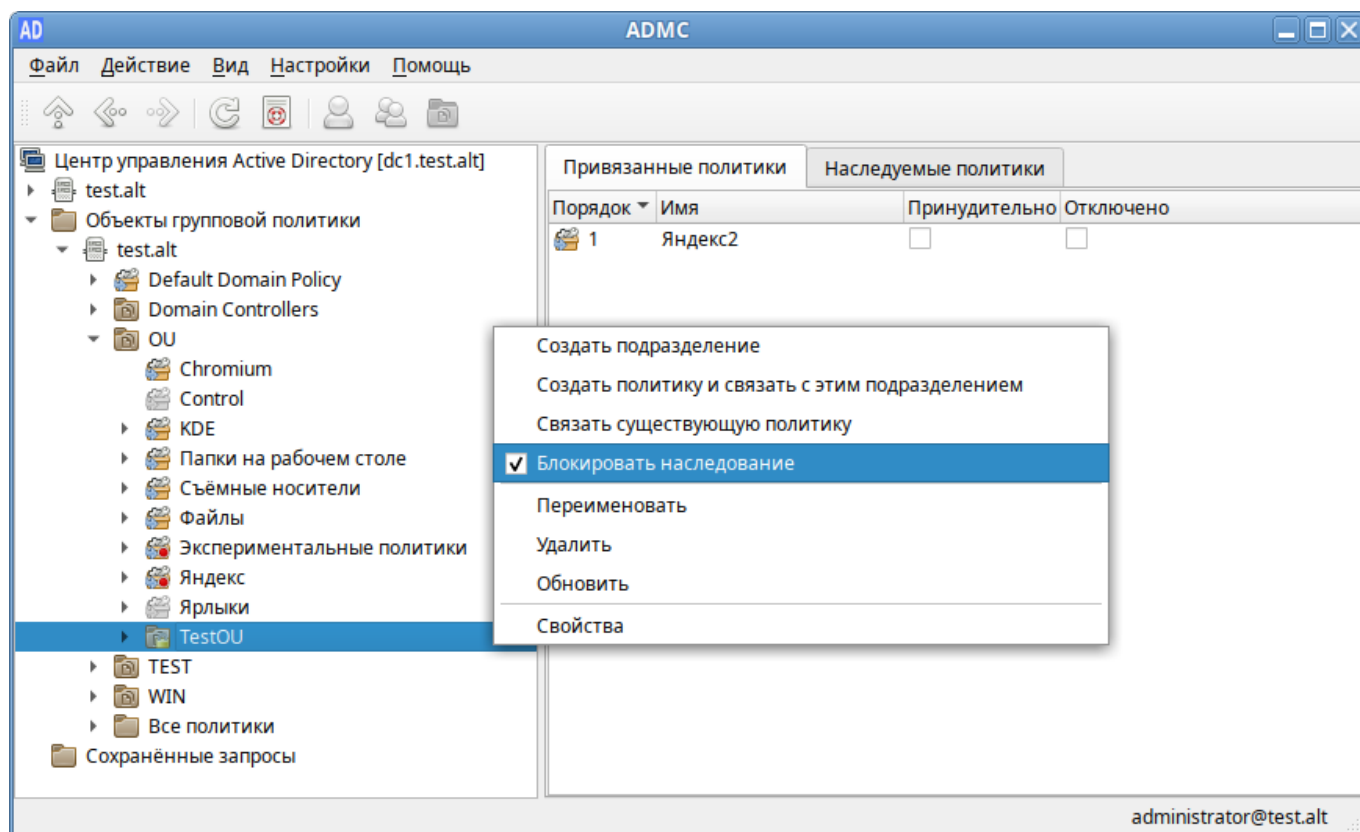 AD ADMC
Файл Действие Вид Настройки Помощь
Центр управления Active Directory [dc1.test.alt]
test.alt
Объекты групповой политики
test.alt
Default Domain Policy
Domain Controllers
OU
Chromium
Control
KDE
Папки на рабочем столе
Съёмные носители
Файлы
Экспериментальные политики
Яндекс
Ярлыки
TestOU
TEST
WIN
Все политики
Сохранённые запросы
Привязанные политики Наследуемые политики
Порядок Имя Принудительно Отключено
1 Яндекс2
Создать подразделение
Создать политику и связать с этим подразделением
Связать существующую политику
Блокировать наследование
Переименовать
Удалить
Обновить
Свойства
administrator@test.alt